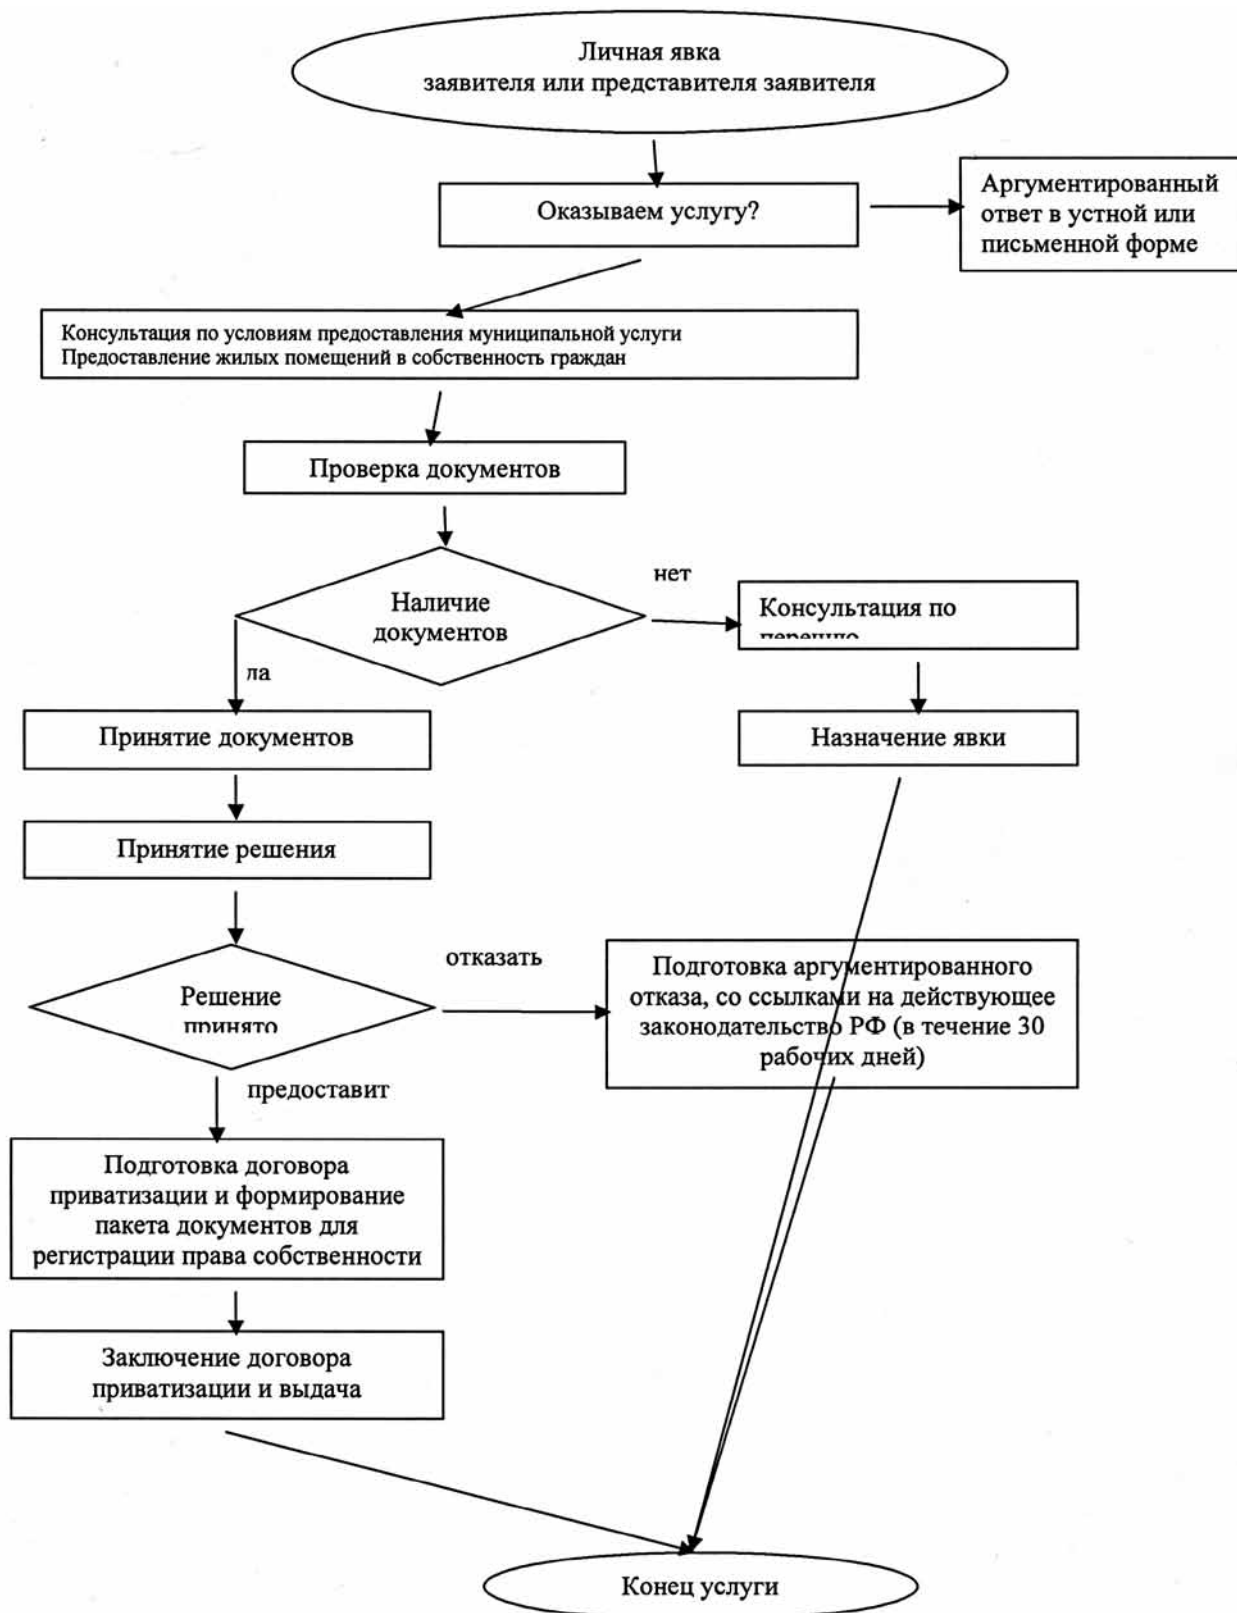 Личная явка
заявителя или представителя заявителя
Оказываем услугу?
Аргументированный
ответ в устной или
письменной форме
Консультация по условиям предоставления муниципальной услуги
Предоставление жилых помещений в собственность граждан
Проверка документов
Наличие
документов
нет
Консультация по
да
Принятие документов
Назначение явки
Принятие решения
Решение
принято
отказать
Подготовка аргументированного
отказа, со ссылками на действующее
законодательство РФ (в течение 30
рабочих дней)
предоставит
Подготовка договора
приватизации и формирование
пакета документов для
регистрации права собственности
Заключение договора
приватизации и выдача
Конец услуги